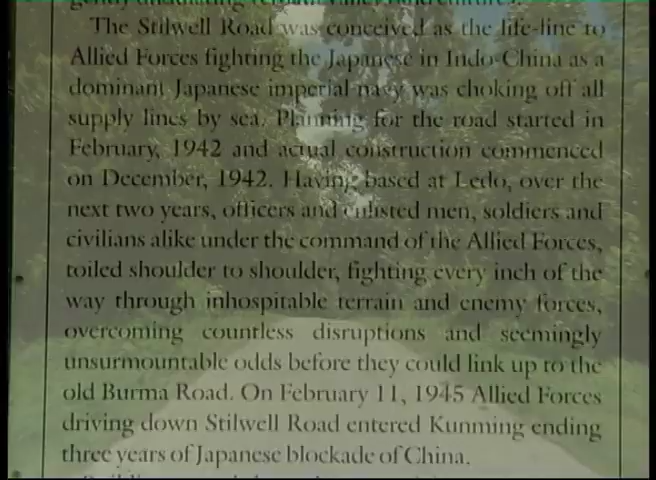 gently undulating verdant valley and cultures.
The Stilwell Road was conceived as the life-line to
Allied Forces fighting the Japanese in Indo-China as a
dominant Japanese imperial navy was choking off all
supply lines by sea. Planning for the road started in
February, 1942 and actual construction commenced
on December, 1942. Having based at Ledo, over the
next two years, officers and enlisted men, soldiers and
civilians alike under the command of the Allied Forces,
toiled shoulder to shoulder, fighting every inch of the
way through inhospitable terrain and enemy forces,
overcoming countless disruptions and seemingly
unsurmountable odds before they could link up to the
old Burma Road. On February 11, 1945 Allied Forces
driving down Stilwell Road entered Kunming ending
three years of Japanese blockade of China.